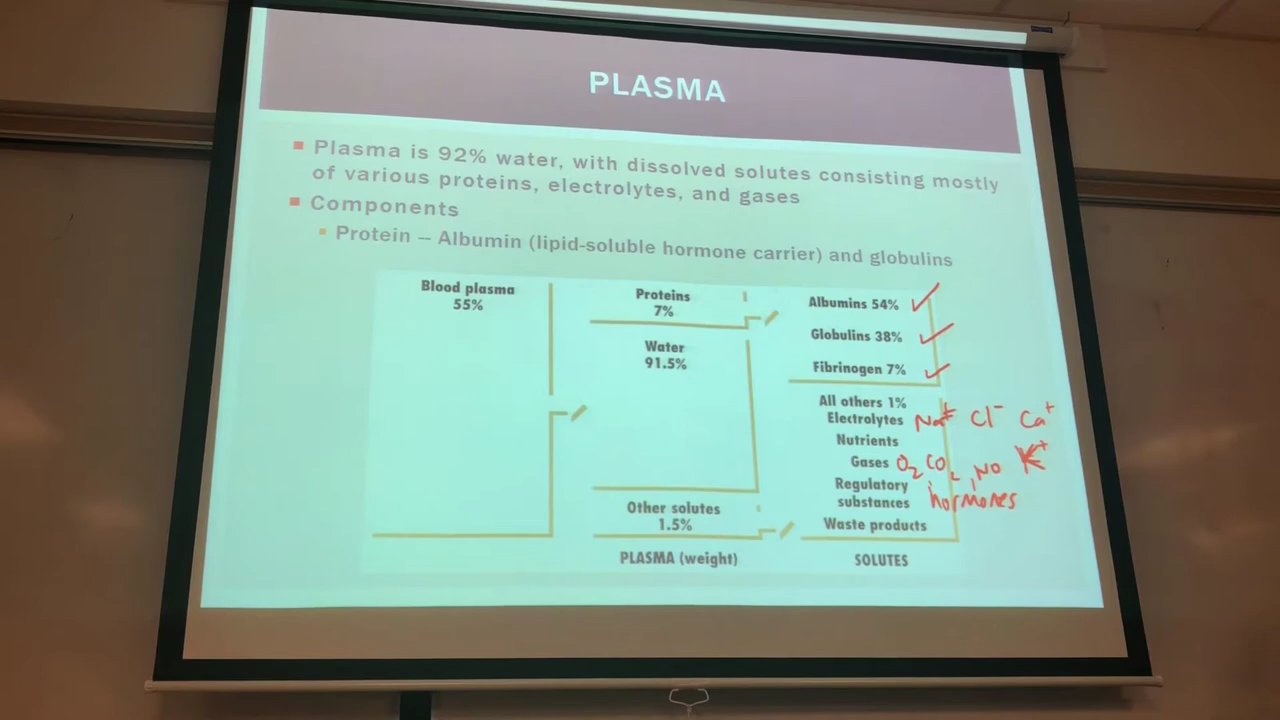 PLASMA
Plasma is 92% water, with dissolved solutes consisting mostly
of various proteins, electrolytes, and gases
Components
Protein – Albumin (lipid-soluble hormone carrier) and globulins
Blood plasma
55%
Proteins
7%
Water
91.5%
Other solutes
1.5%
PLASMA (weight)
Albumins 54%
Globulins 38%
Fibrinogen 7%
All others 1%
Electrolytes Na+ Cl- Ca+
Nutrients
Gases O2, CO2, NO K+
Regulatory
substances hormones
Waste products
SOLUTES